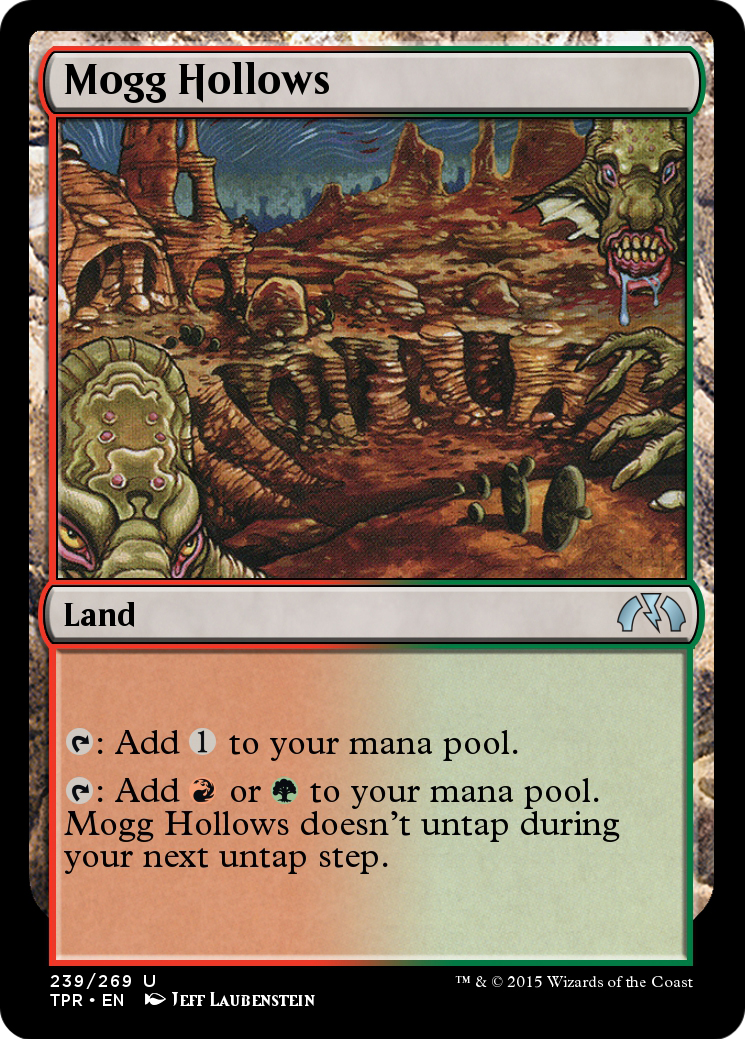 Mogg Hollows
Land
: Add 1 to your mana pool.
: Add or to your mana pool.
Mogg Hollows doesn't untap during
your next untap step.
239/269 U
™ & © 2015 Wizards of the Coast
TPR • EN Jeff Laubenstein